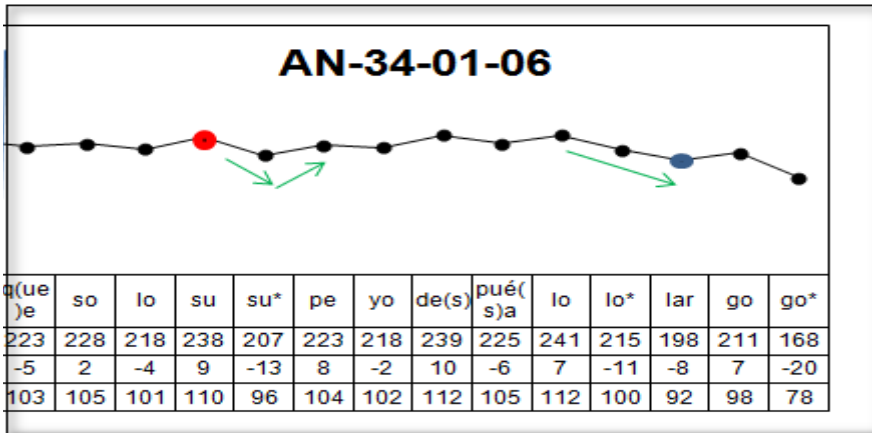 AN-34-01-06
q(ue)e so lo su su* pe yo de(s) pué(s)a lo lo* lar go go*
223 228 218 238 207 223 218 239 225 241 215 198 211 168
-5 2 -4 9 -13 8 -2 10 -6 7 -11 -8 7 -20
103 105 101 110 96 104 102 112 105 112 100 92 98 78